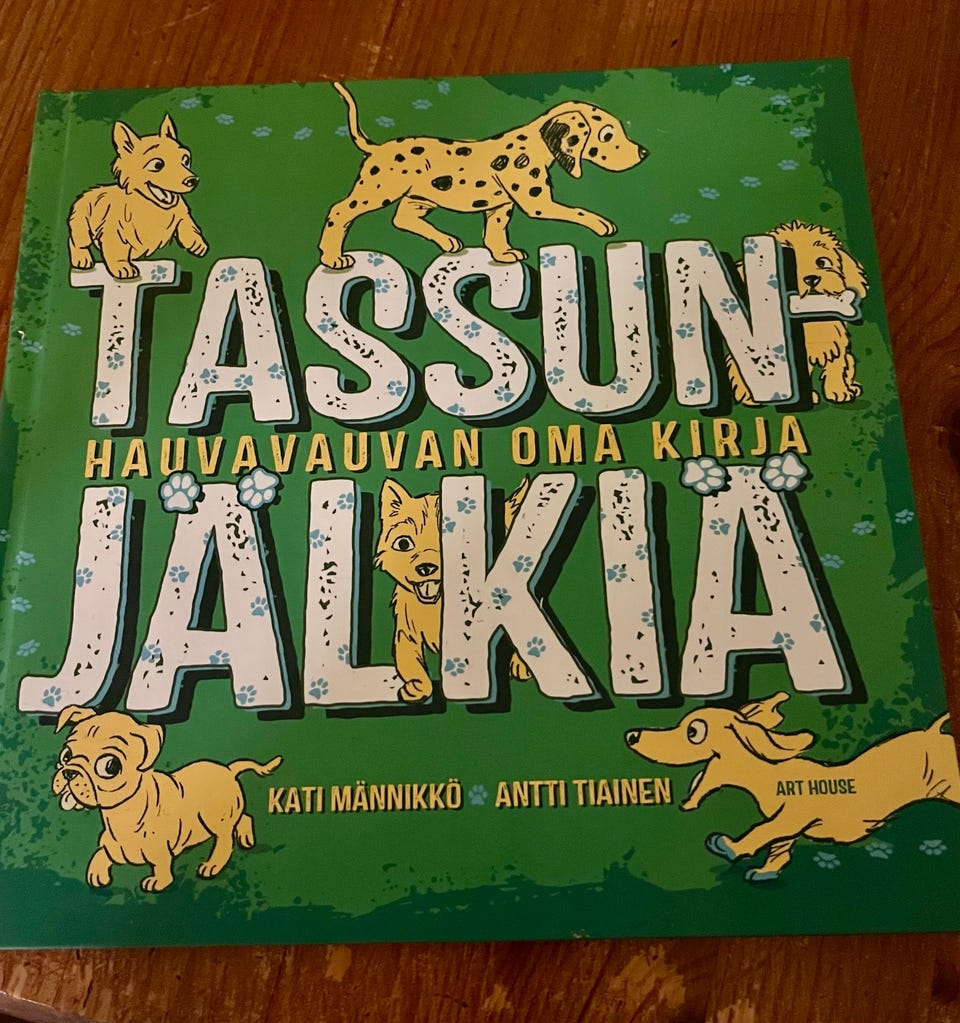 TASSUN-
HAUVAVAUVAN OMA KIRJA
JÄLKIÄ
KATI MÄNNIKKÖ ANTTI TIAINEN
ART HOUSE